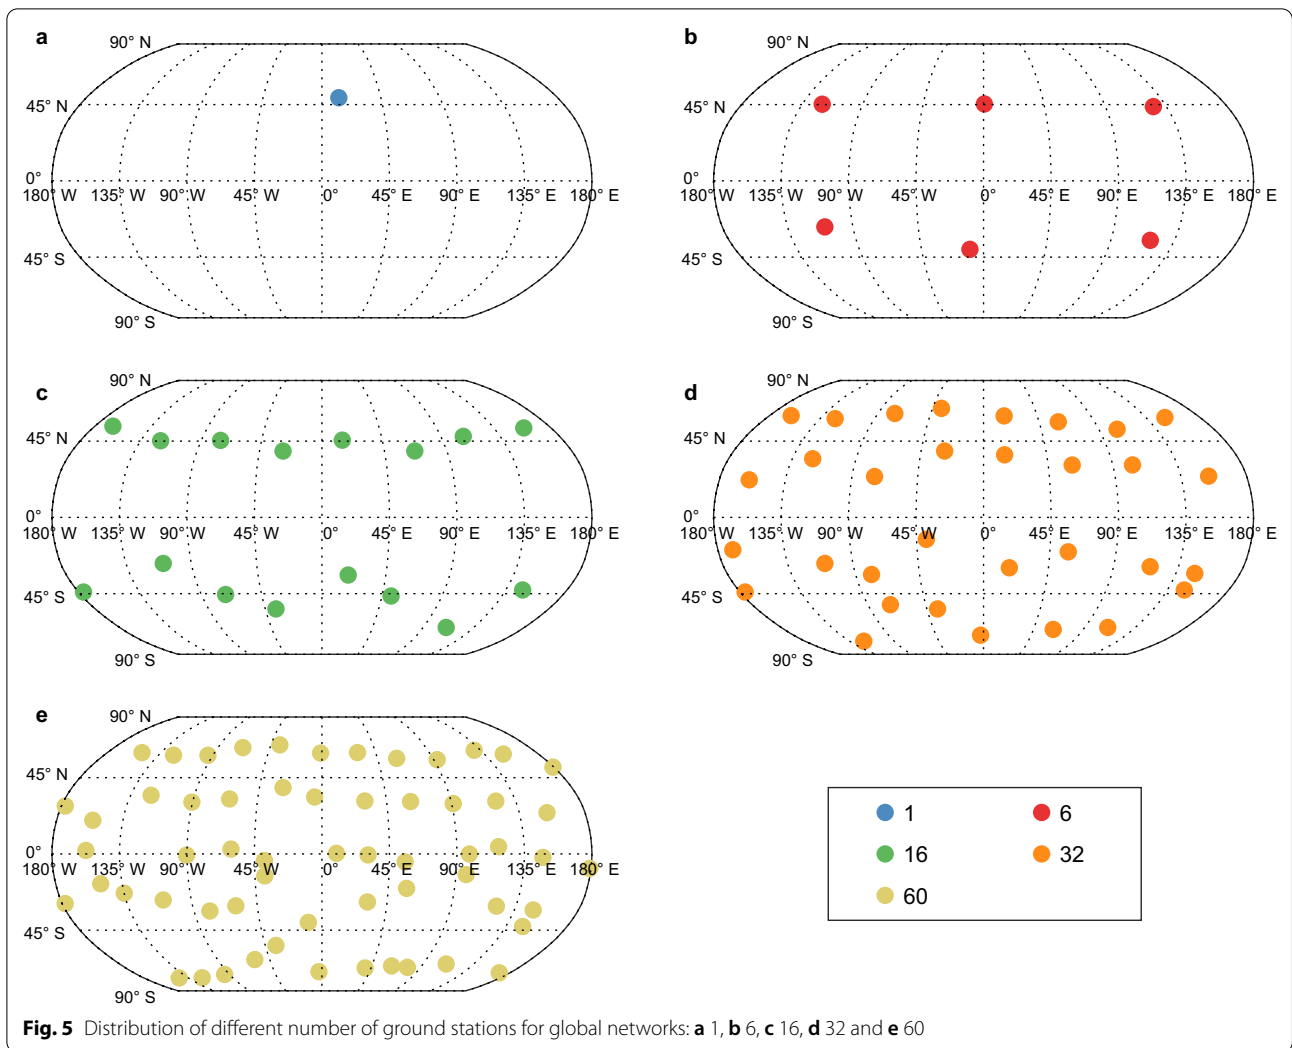 a
90° N
45° N
0°
180° W 135° W 90° W 45° W 0° 45° E 90° E 135° E 180° E
45° S
90° S
b
90° N
45° N
0°
180° W 135° W 90° W 45° W 0° 45° E 90° E 135° E 180° E
45° S
90° S
c
90° N
45° N
0°
180° W 135° W 90° W 45° W 0° 45° E 90° E 135° E 180° E
45° S
90° S
d
90° N
45° N
0°
180° W 135° W 90° W 45° W 0° 45° E 90° E 135° E 180° E
45° S
90° S
e
90° N
45° N
0°
180° W 135° W 90° W 45° W 0° 45° E 90° E 135° E 180° E
45° S
90° S
1 6
16 32
60
Fig. 5 Distribution of different number of ground stations for global networks: a 1, b 6, c 16, d 32 and e 60